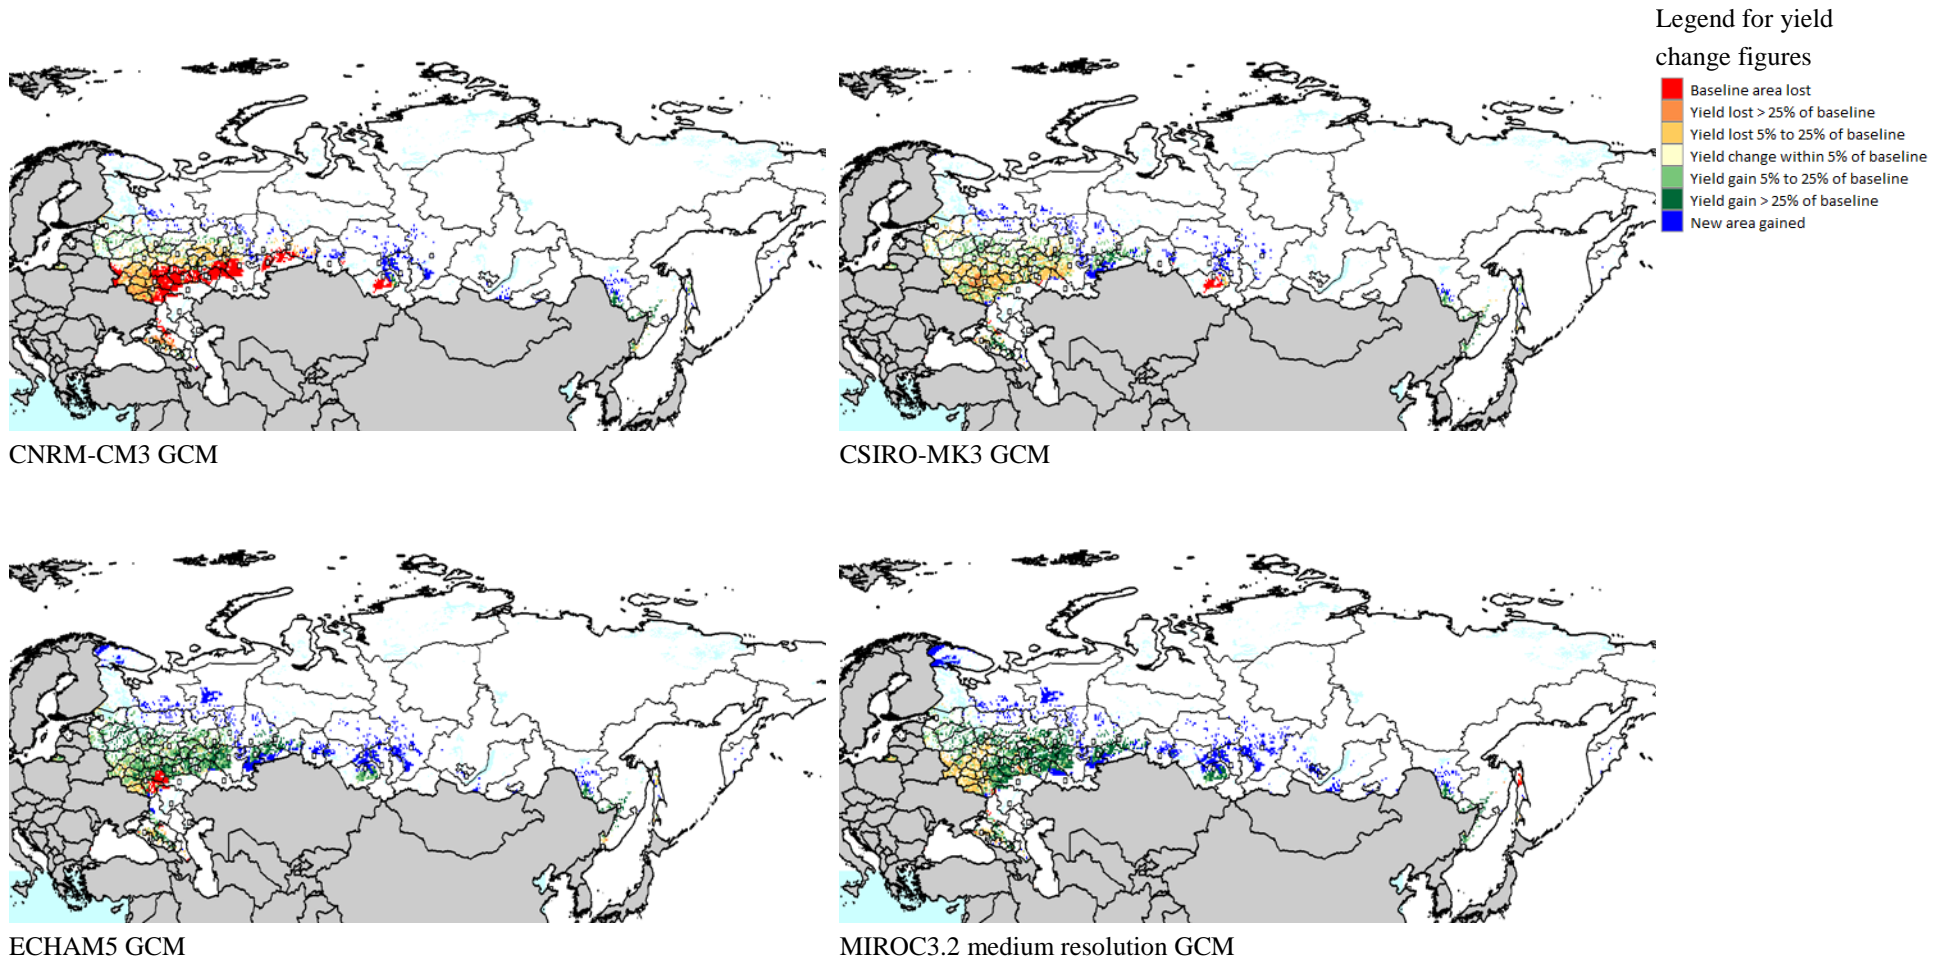 Legend for yield
change figures
Baseline area lost
Yield lost > 25% of baseline
Yield lost 5% to 25% of baseline
Yield change within 5% of baseline
Yield gain 5% to 25% of baseline
Yield gain > 25% of baseline
New area gained
CNRM-CM3 GCM
CSIRO-MK3 GCM
ECHAM5 GCM
MIROC3.2 medium resolution GCM